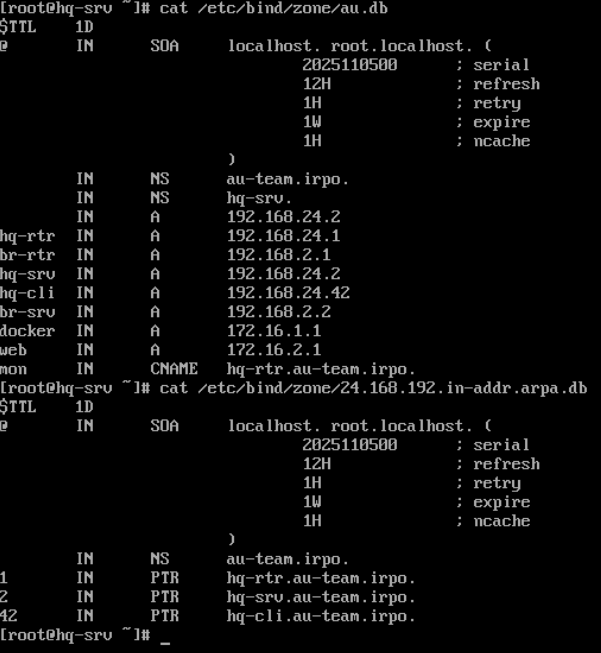 [root@hq-srv ~]# cat /etc/bind/zone/au.db
$TTL    1D
@       IN      SOA     localhost. root.localhost. (
                                2025110500      ; serial
                                12H             ; refresh
                                1H              ; retry
                                1W              ; expire
                                1H              ; ncache
                        )
        IN      NS      au-team.irpo.
        IN      NS      hq-srv.
        IN      A       192.168.24.2
hq-rtr  IN      A       192.168.24.1
br-rtr  IN      A       192.168.2.1
hq-srv  IN      A       192.168.24.2
hq-cli  IN      A       192.168.24.42
br-srv  IN      A       192.168.2.2
docker  IN      A       172.16.1.1
web     IN      A       172.16.2.1
mon     IN      CNAME   hq-rtr.au-team.irpo.
[root@hq-srv ~]# cat /etc/bind/zone/24.168.192.in-addr.arpa.db
$TTL    1D
@       IN      SOA     localhost. root.localhost. (
                                2025110500      ; serial
                                12H             ; refresh
                                1H              ; retry
                                1W              ; expire
                                1H              ; ncache
                        )
        IN      NS      au-team.irpo.
1       IN      PTR     hq-rtr.au-team.irpo.
2       IN      PTR     hq-srv.au-team.irpo.
42      IN      PTR     hq-cli.au-team.irpo.
[root@hq-srv ~]# _